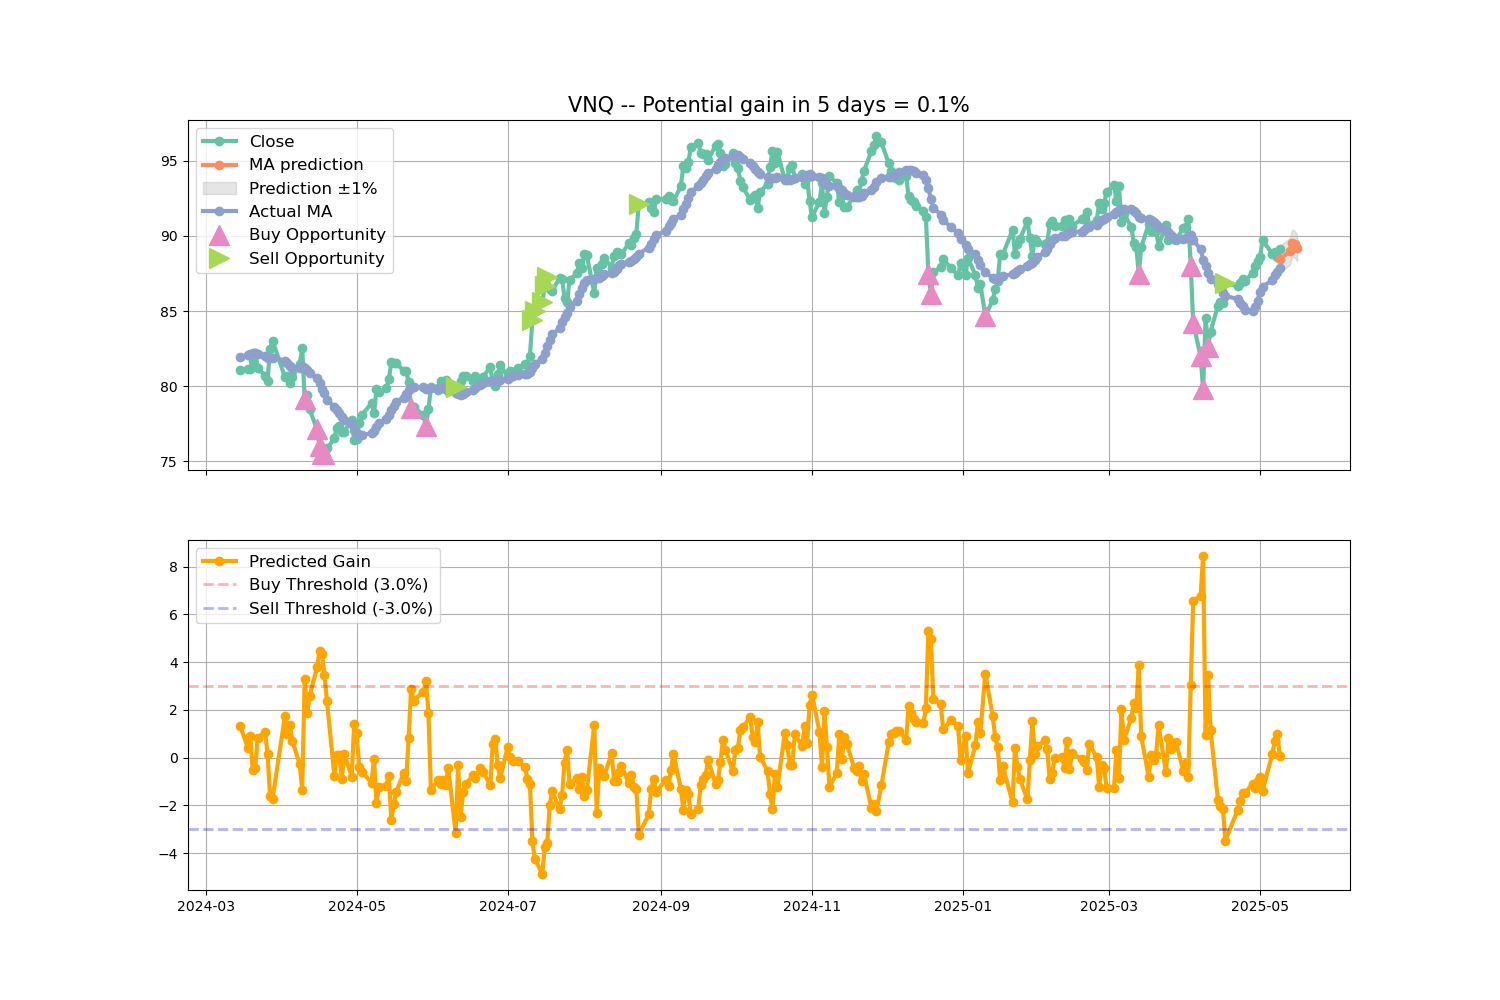 VNQ -- Potential gain in 5 days = 0.1%
Close
MA prediction
Prediction ±1%
Actual MA
Buy Opportunity
Sell Opportunity
95
90
85
80
75
Predicted Gain
Buy Threshold (3.0%)
Sell Threshold (-3.0%)
8
6
4
2
0
−2
−4
2024-03
2024-05
2024-07
2024-09
2024-11
2025-01
2025-03
2025-05